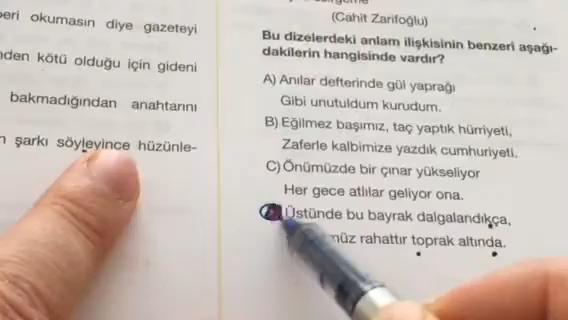 okumasın diye gazeteyi
kötü olduğu için gideni
bakmadığından anahtarını
şarkı söyleyince hüzünle-
(Cahit Zarifoğlu)
Bu dizelerdeki anlam ilişkisinin benzeri aşağı-
dakilerin hangisinde vardır?
A) Anılar defterinde gül yaprağı
Gibi unutuldum kurudum.
B) Eğilmez başımız, taç yaptık hürriyeti,
Zaferle kalbimize yazdık cumhuriyeti.
C) Önümüzde bir çınar yükseliyor
Her gece atlılar geliyor ona.
Üstünde bu bayrak dalgalandıkça,
rahattır toprak altında.